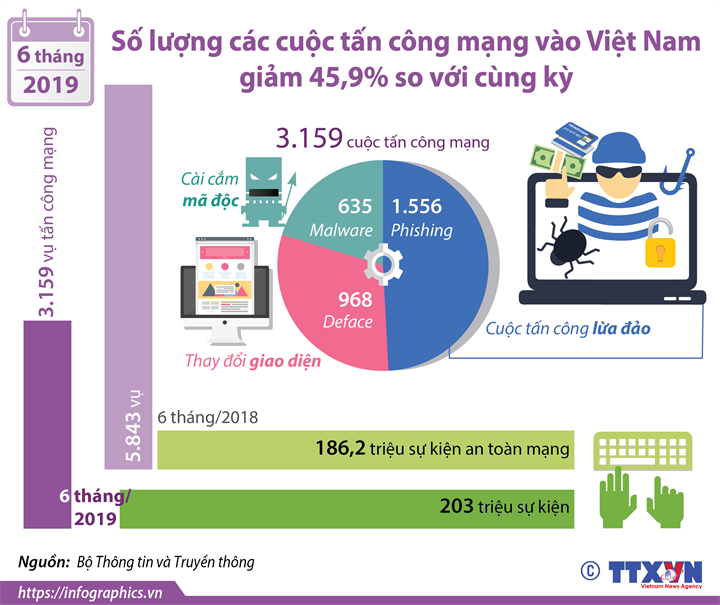 6 tháng
2019
Số lượng các cuộc tấn công mạng vào Việt Nam
giảm 45,9% so với cùng kỳ
3.159 vụ tấn công mạng
5.843 vụ
3.159 cuộc tấn công mạng
Cài cắm
mã độc
635
Malware
1.556
Phishing
968
Deface
Thay đổi giao diện
Cuộc tấn công lừa đảo
6 tháng/2018
186,2 triệu sự kiện an toàn mạng
6 tháng/
2019
203 triệu sự kiện
Nguồn: Bộ Thông tin và Truyền thông
© TTXVN
Vietnam News Agency
https://infographics.vn